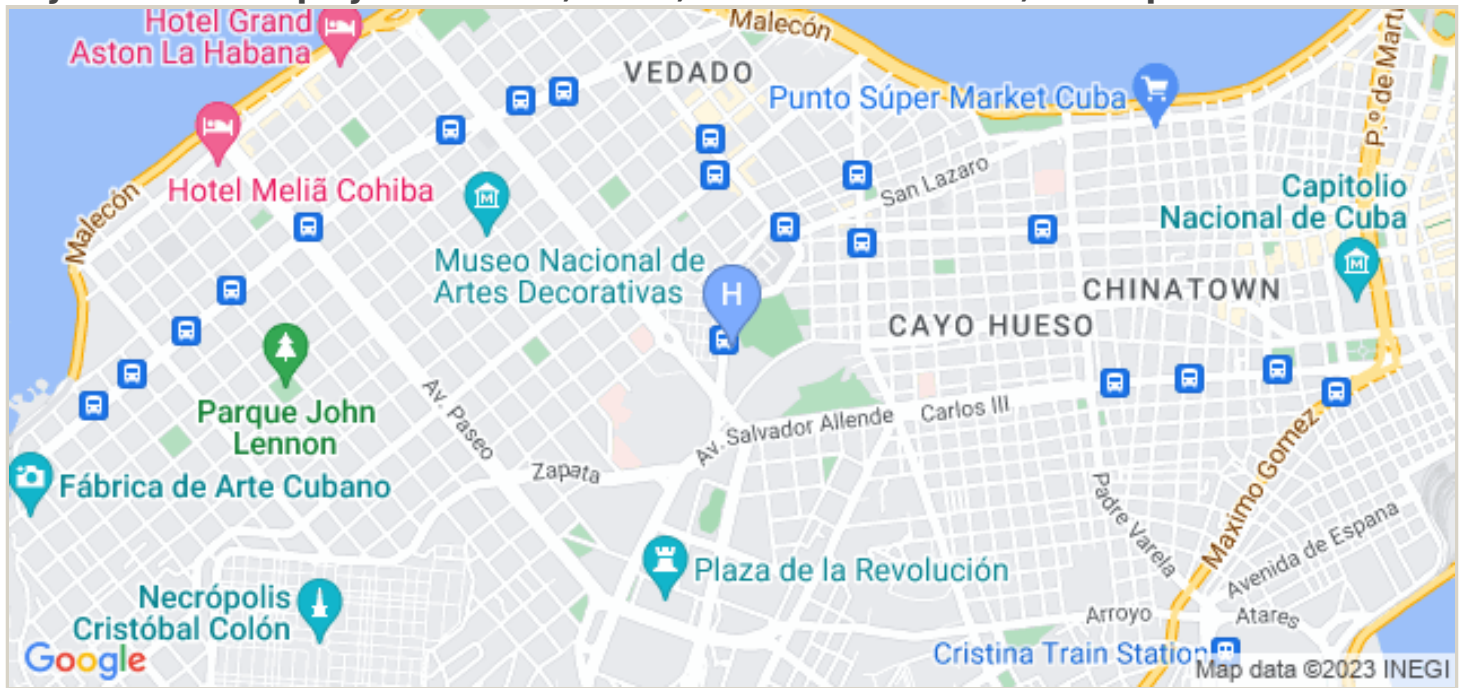 Hotel Grand
Aston La Habana
Malecón
VEDADO
Punto Súper Market Cuba
P.º de Martí
San Lazaro
Hotel Meliã Cohiba
Malecón
Capitolio
Nacional de Cuba
Museo Nacional de
Artes Decorativas
H
CHINATOWN
CAYO HUESO
Parque John
Lennon
Av. Paseo
Av. Salvador Allende
Carlos III
Zapata
Fábrica de Arte Cubano
Padre Varela
Maximo Gomez
Avenida de Espana
Plaza de la Revolución
Necrópolis
Cristóbal Colón
Arroyo
Atares
Cristina Train Station
Google
Map data ©2023 INEGI